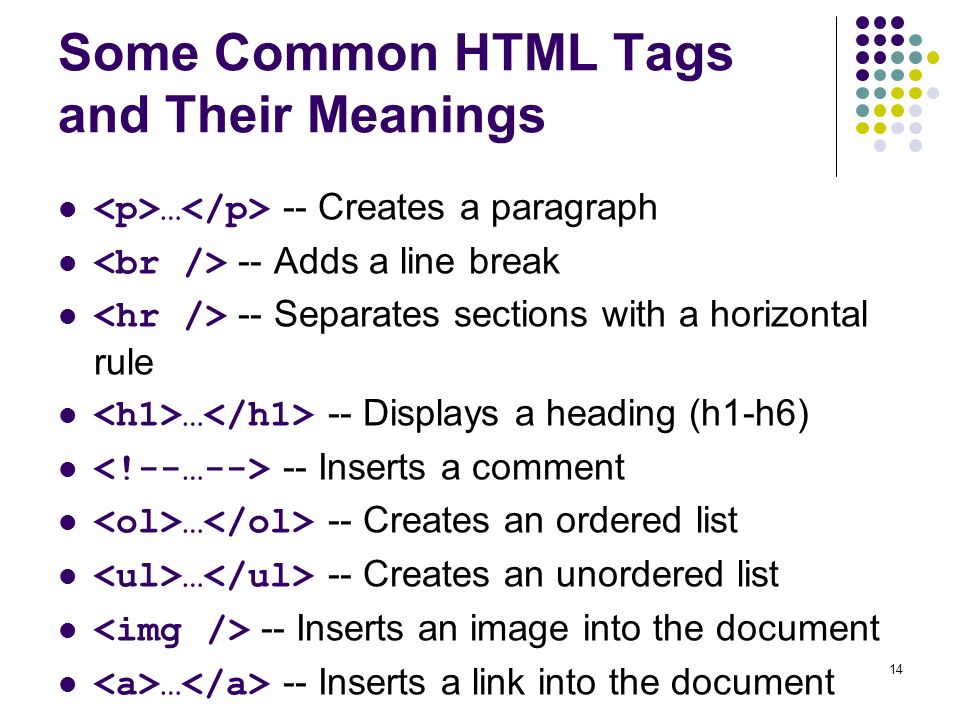 Some Common HTML Tags
and Their Meanings
● <p>…</p> -- Creates a paragraph
● <br /> -- Adds a line break
● <hr /> -- Separates sections with a horizontal
rule
● <h1>…</h1> -- Displays a heading (h1-h6)
● <!--…--> -- Inserts a comment
● <ol>…</ol> -- Creates an ordered list
● <ul>…</ul> -- Creates an unordered list
● <img /> -- Inserts an image into the document
● <a>…</a> -- Inserts a link into the document
14